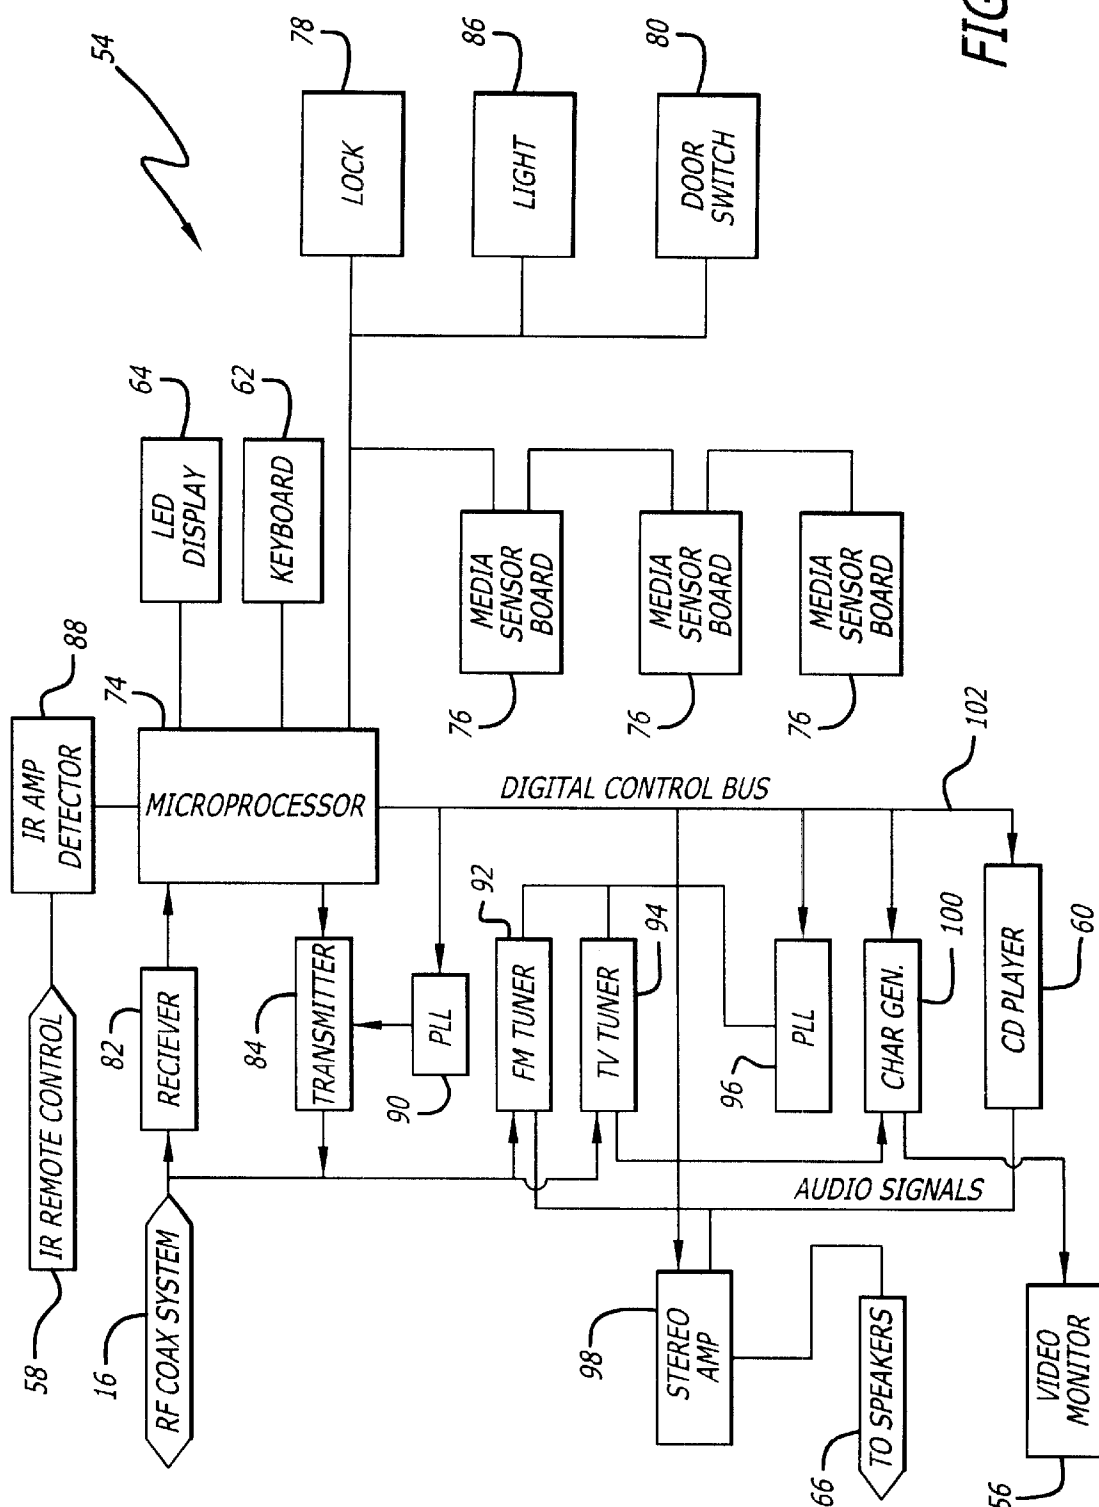 54
78
LOCK
86
LIGHT
80
DOOR
SWITCH
FIG
64
LED
DISPLAY
62
KEYBOARD
MEDIA
SENSOR
BOARD
76
MEDIA
SENSOR
BOARD
76
MEDIA
SENSOR
BOARD
76
88
IR AMP
DETECTOR
74
MICROPROCESSOR
DIGITAL CONTROL BUS
102
82
RECIEVER
84
TRANSMITTER
PLL
90
92
FM TUNER
94
TV TUNER
PLL
96
CHAR GEN.
100
CD PLAYER
60
IR REMOTE CONTROL
58
RF COAX SYSTEM
16
AUDIO SIGNALS
98
STEREO
AMP
TO SPEAKERS
66
VIDEO
MONITOR
56